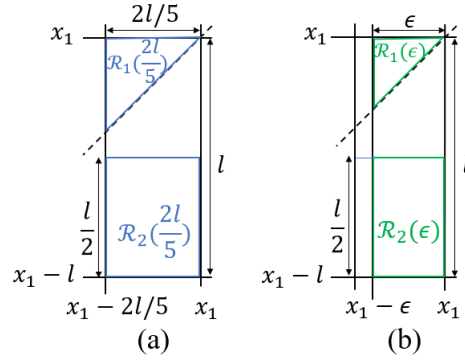 2l/5
x₁
R₁(2l/5)
l
l/2
R₂(2l/5)
x₁ − l
x₁ − 2l/5
x₁
(a)
ϵ
x₁
R₁(ϵ)
l/2
R₂(ϵ)
x₁ − l
x₁ − ϵ
x₁
(b)